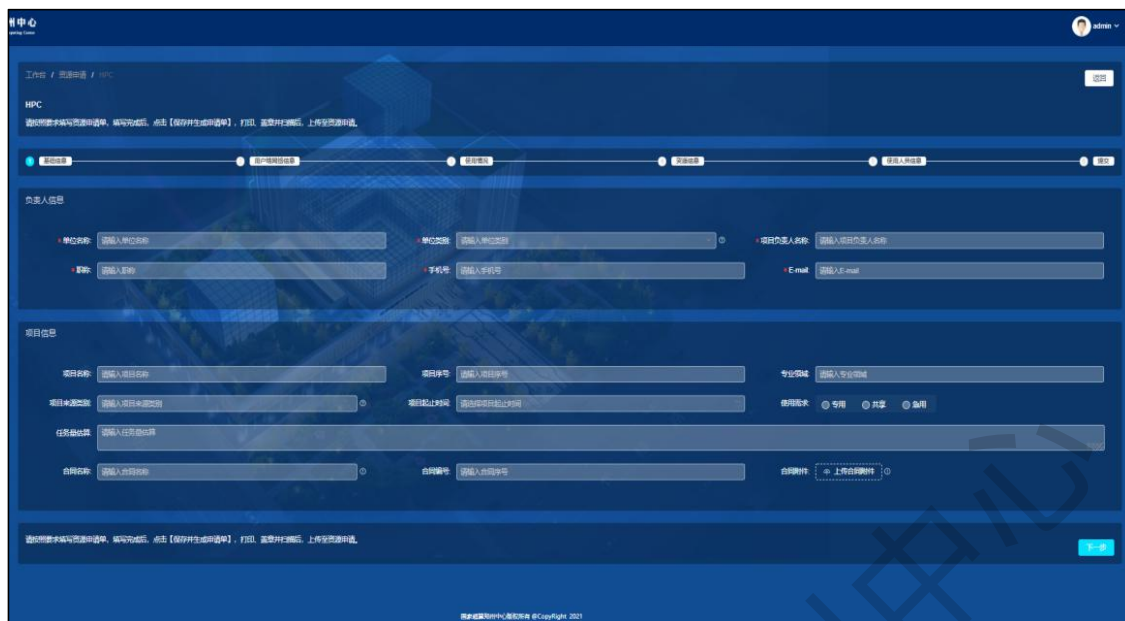 州中心
admin
工作台 / 资源申请 / HPC
返回
HPC
请按照要求填写资源申请单，填写完成后，点击【保存并生成申请单】，打印、盖章并扫描后，上传至资源申请。
基础信息 用户端网络信息 使用情况 资源信息 使用人员信息 提交
负责人信息
* 单位名称: 请输入单位名称 * 单位类别: 请输入单位类别 * 项目负责人名称: 请输入项目负责人名称
* 职称: 请输入职称 * 手机号: 请输入手机号 * E-mail: 请输入E-mail
项目信息
项目名称: 请输入项目名称 项目序号: 请输入项目序号 专业领域: 请输入专业领域
项目来源类别: 请输入项目来源类别 项目起止时间: 请选择项目起止时间 使用需求: 专用 共享 急用
任务量估算: 请输入任务量估算
合同名称: 请输入合同名称 合同编号: 请输入合同序号 合同附件: 上传合同附件
请按照要求填写资源申请单，填写完成后，点击【保存并生成申请单】，打印、盖章并扫描后，上传至资源申请。
下一步
国家超算郑州中心版权所有 @CopyRight 2021
中心